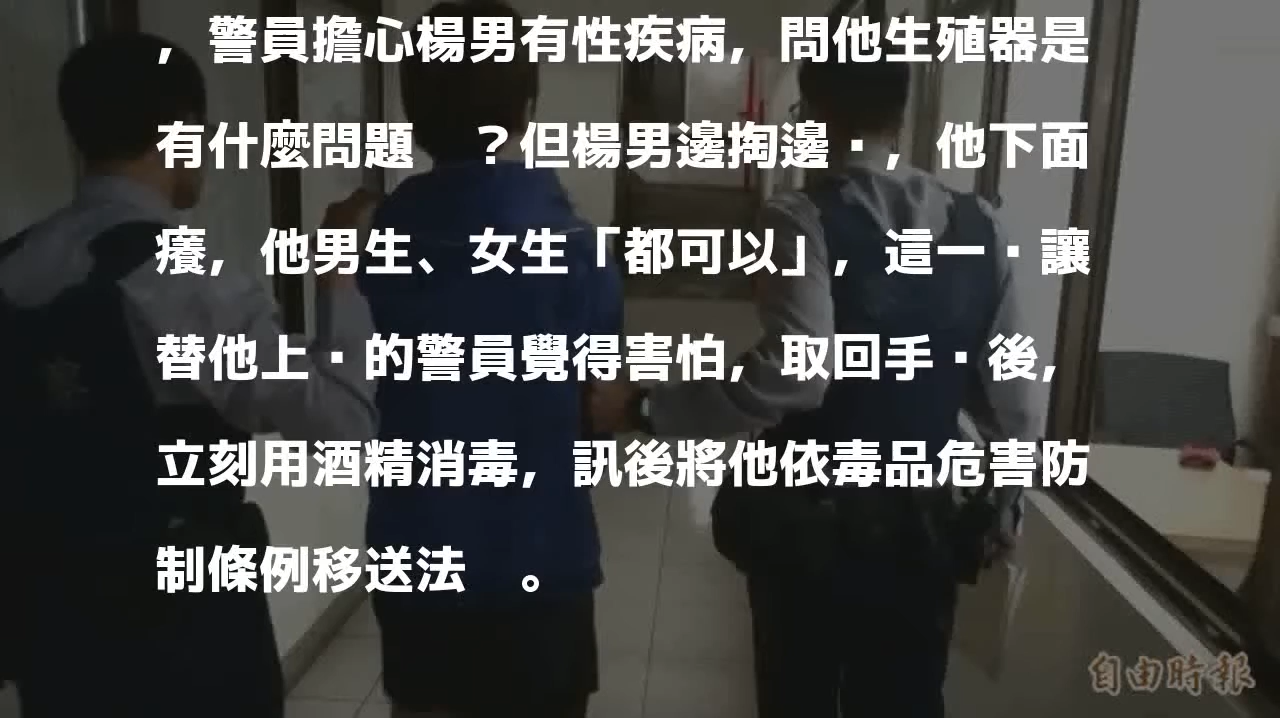 ，警員擔心楊男有性疾病，問他生殖器是
有什麼問題　？但楊男邊掏邊·，他下面
癢，他男生、女生「都可以」，這一·讓
替他上·的警員覺得害怕，取回手·後，
立刻用酒精消毒，訊後將他依毒品危害防
制條例移送法　。
自由時報